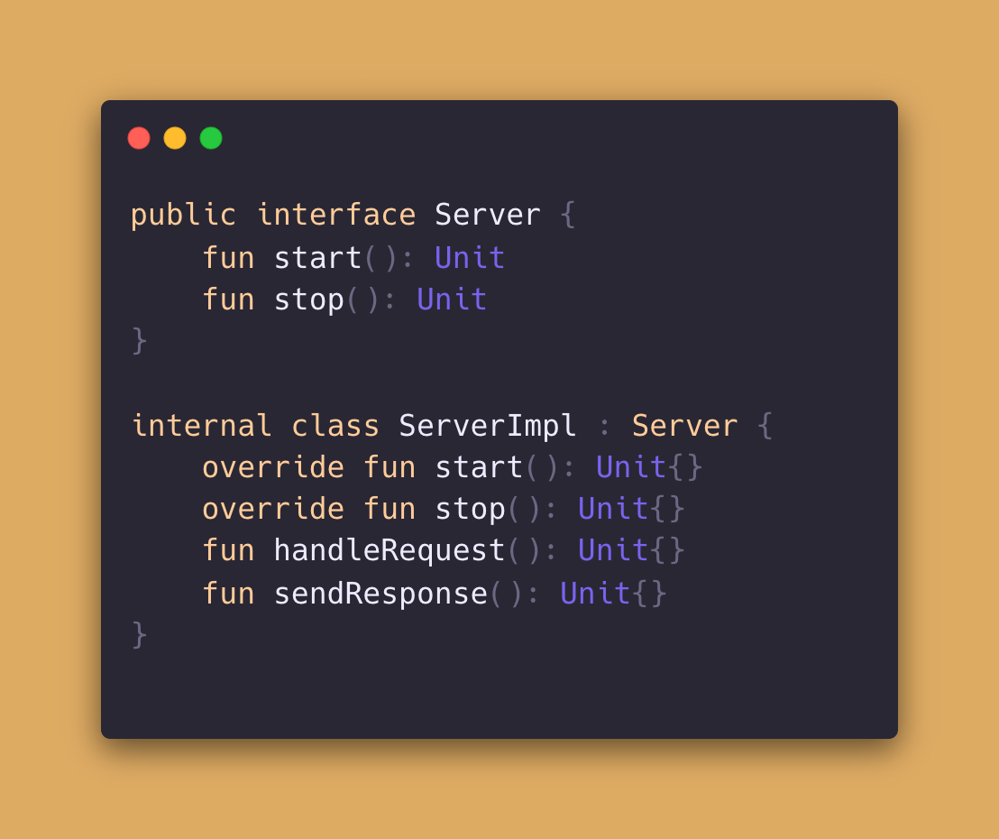 public interface Server {
    fun start(): Unit
    fun stop(): Unit
}

internal class ServerImpl : Server {
    override fun start(): Unit{}
    override fun stop(): Unit{}
    fun handleRequest(): Unit{}
    fun sendResponse(): Unit{}
}